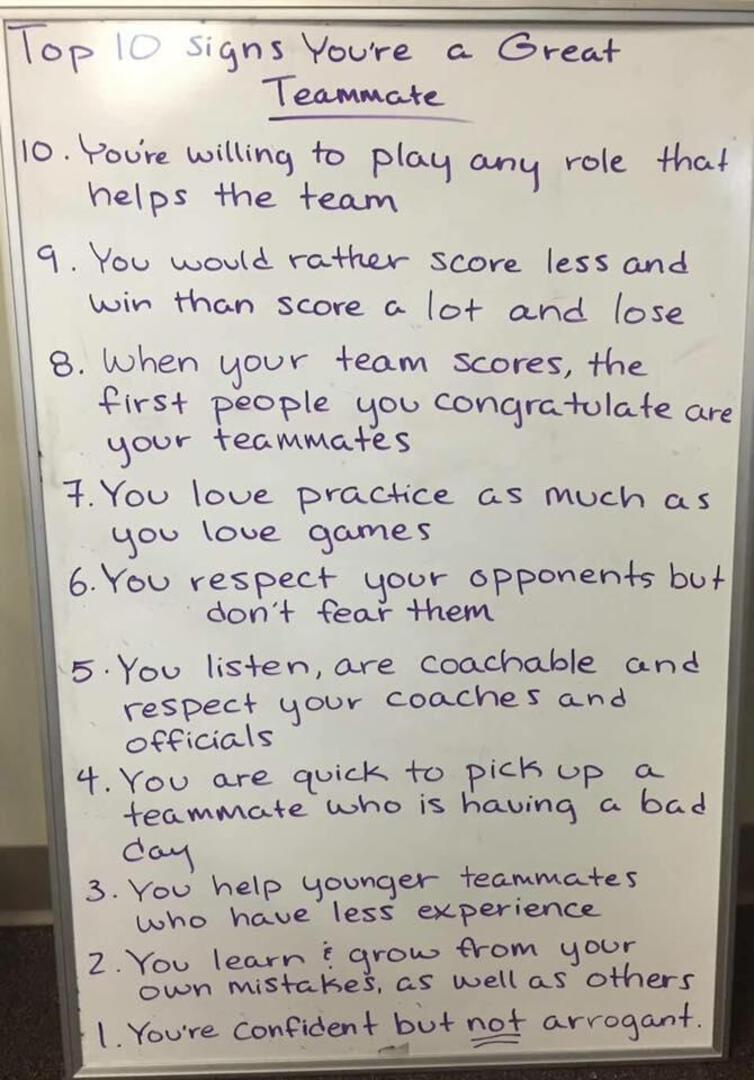 Top 10 Signs You're a Great
Teammate
10. You're willing to play any role that
helps the team
9. You would rather score less and
win than score a lot and lose
8. When your team scores, the
first people you congratulate are
your teammates
7. You love practice as much as
you love games
6. You respect your opponents but
don't fear them
5. You listen, are coachable and
respect your coaches and
officials
4. You are quick to pick up a
teammate who is having a bad
day
3. You help younger teammates
who have less experience
2. You learn & grow from your
own mistakes, as well as others
1. You're confident but not arrogant.